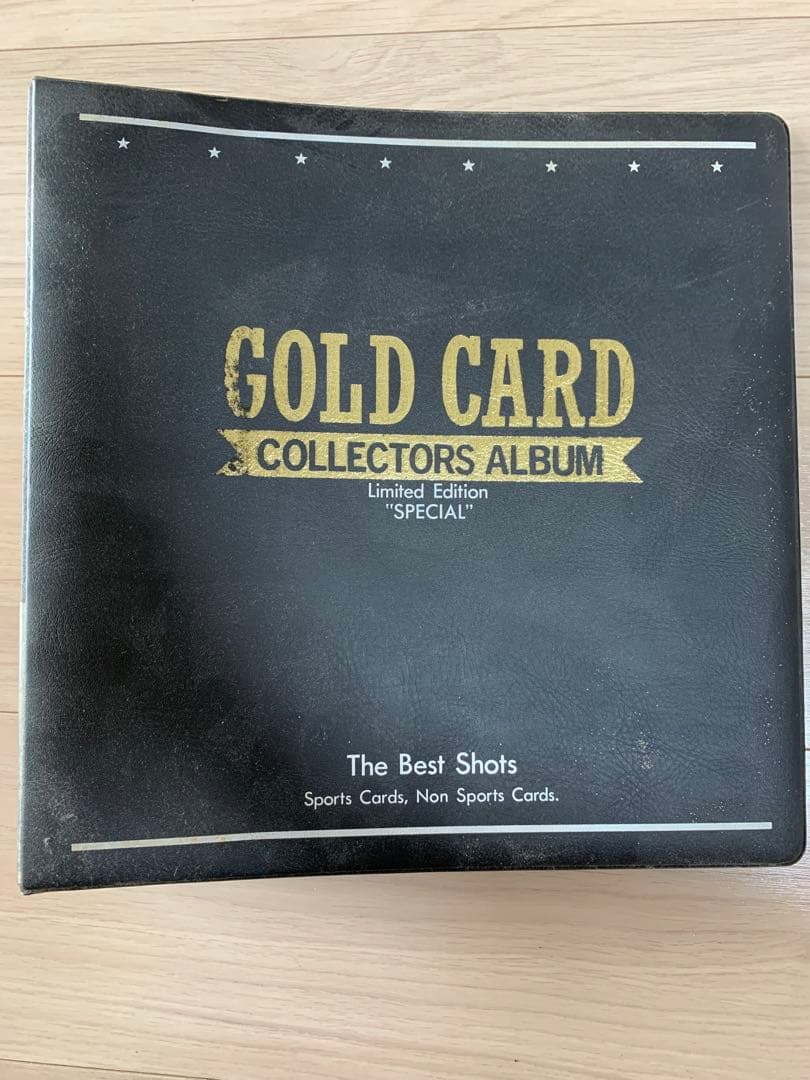 GOLD CARD
COLLECTORS ALBUM
Limited Edition
"SPECIAL"
The Best Shots
Sports Cards, Non Sports Cards.